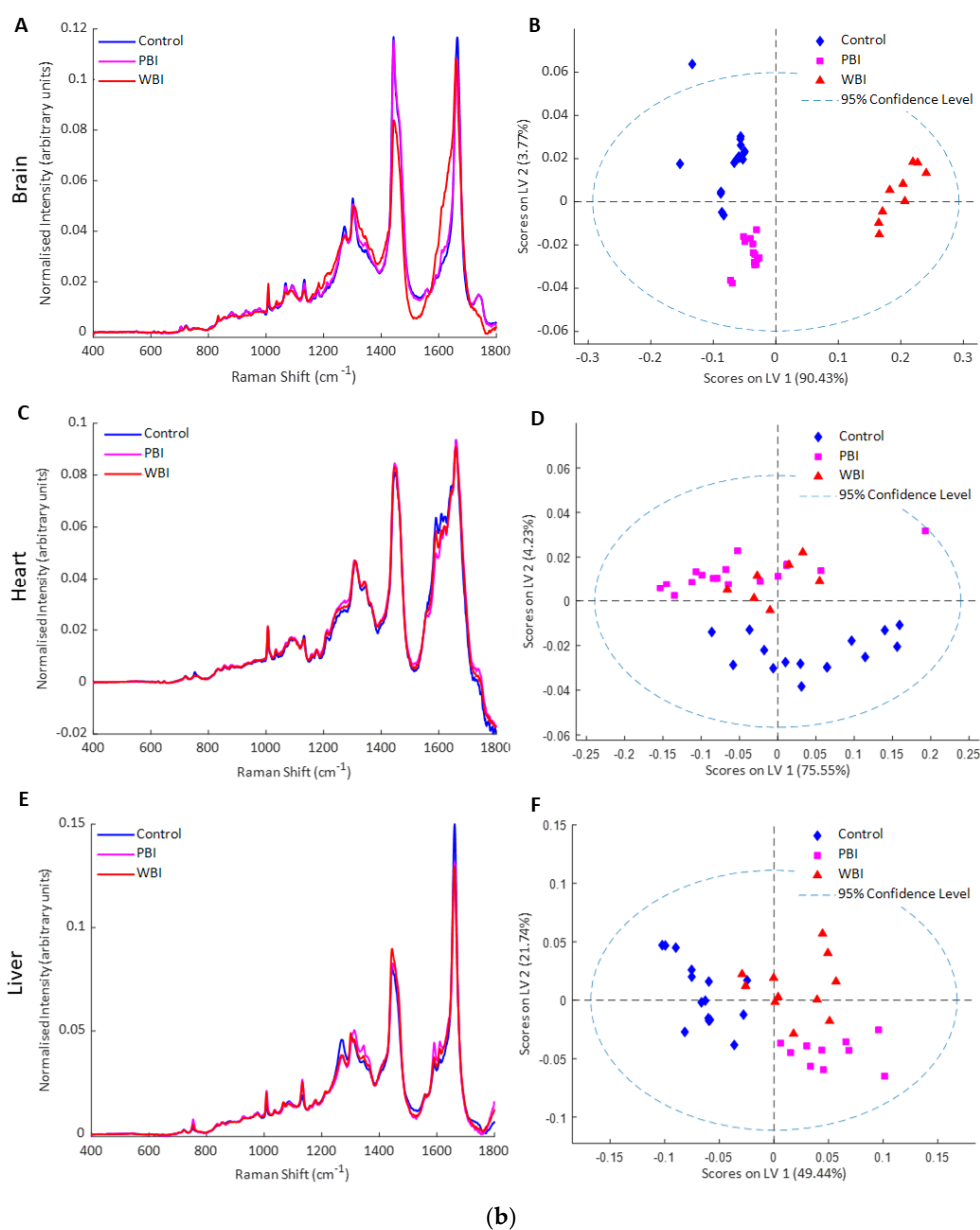 A
Control
PBI
WBI
0.12
0.1
0.08
0.06
0.04
0.02
0
400 600 800 1000 1200 1400 1600 1800
Raman Shift (cm-1)
Normalised Intensity (arbitrary units)
Brain
B
Control
PBI
WBI
95% Confidence Level
0.06
0.04
0.02
0
-0.02
-0.04
-0.06
-0.3 -0.2 -0.1 0 0.1 0.2 0.3
Scores on LV 1 (90.43%)
Scores on LV 2 (3.77%)
C
Control
PBI
WBI
0.1
0.08
0.06
0.04
0.02
0
-0.02
400 600 800 1000 1200 1400 1600 1800
Raman Shift (cm-1)
Normalised Intensity (arbitrary units)
Heart
D
Control
PBI
WBI
95% Confidence Level
0.06
0.04
0.02
0
-0.02
-0.04
-0.06
-0.25 -0.2 -0.15 -0.1 -0.05 0 0.05 0.1 0.15 0.2 0.25
Scores on LV 1 (75.55%)
Scores on LV 2 (4.23%)
E
Control
PBI
WBI
0.15
0.1
0.05
0
400 600 800 1000 1200 1400 1600 1800
Raman Shift (cm-1)
Normalised Intensity (arbitrary units)
Liver
F
Control
PBI
WBI
95% Confidence Level
0.15
0.1
0.05
0
-0.05
-0.1
-0.15 -0.1 -0.05 0 0.05 0.1 0.15
Scores on LV 1 (49.44%)
Scores on LV 2 (21.74%)
(b)